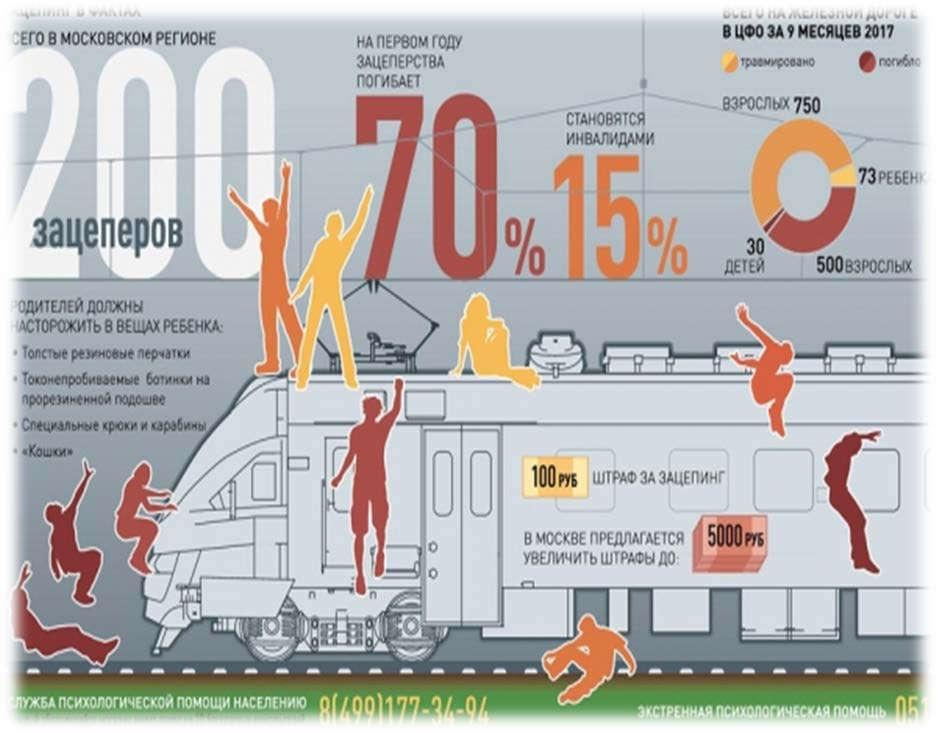 ЗАЦЕПИНГ В ФАКТАХ
ВСЕГО В МОСКОВСКОМ РЕГИОНЕ
200
зацеперов
НА ПЕРВОМ ГОДУ
ЗАЦЕПЕРСТВА
ПОГИБАЕТ
70%
СТАНОВЯТСЯ
ИНВАЛИДАМИ
15%
ВСЕГО НА ЖЕЛЕЗНОЙ ДОРОГЕ
В ЦФО ЗА 9 МЕСЯЦЕВ 2017
травмировано
погибло
ВЗРОСЛЫХ 750
73 РЕБЕНКА
30
ДЕТЕЙ
500 ВЗРОСЛЫХ
РОДИТЕЛЕЙ ДОЛЖНЫ
НАСТОРОЖИТЬ В ВЕЩАХ РЕБЕНКА:
• Толстые резиновые перчатки
• Токонепробиваемые ботинки на
прорезиненной подошве
• Специальные крюки и карабины
• «Кошки»
100 РУБ ШТРАФ ЗА ЗАЦЕПИНГ
В МОСКВЕ ПРЕДЛАГАЕТСЯ
УВЕЛИЧИТЬ ШТРАФЫ ДО:
5000 РУБ
СЛУЖБА ПСИХОЛОГИЧЕСКОЙ ПОМОЩИ НАСЕЛЕНИЮ
8(499)177-34-94
ЭКСТРЕННАЯ ПСИХОЛОГИЧЕСКАЯ ПОМОЩЬ 051